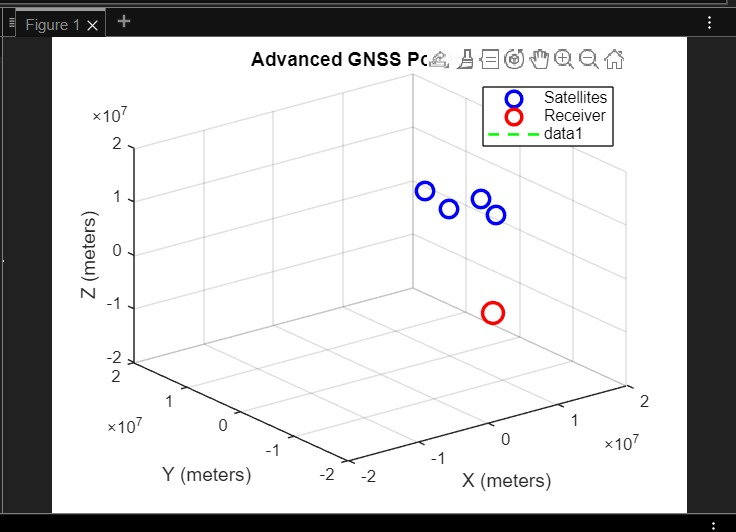 Figure 1
Advanced GNSS Po
Satellites
Receiver
data1
×10⁷
2
1
0
-1
-2
Z (meters)
2
1
0
-1
-2
×10⁷
Y (meters)
-2
-1
0
1
2
×10⁷
X (meters)